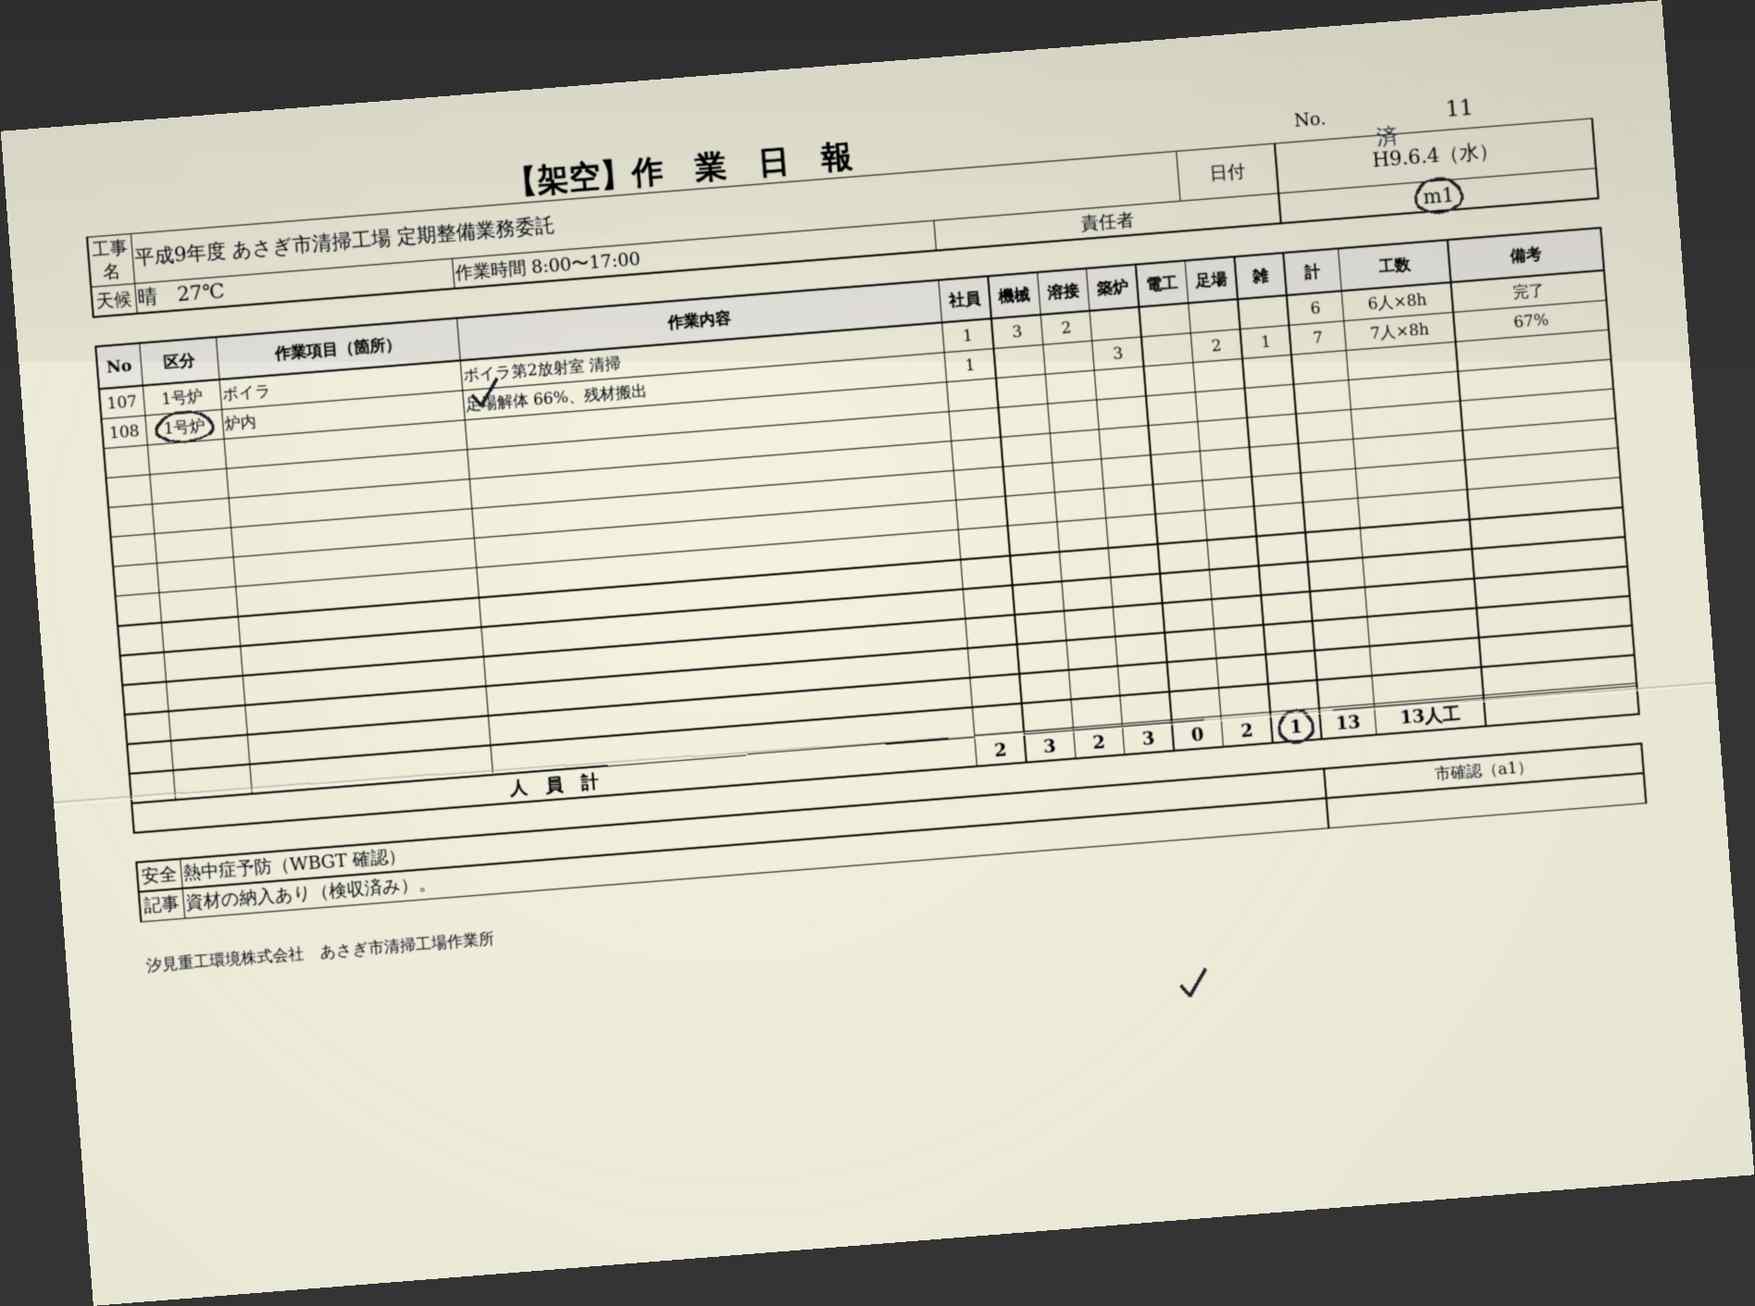 No. 11
済
【架空】作 業 日 報
工事名 平成9年度 あさぎ市清掃工場 定期整備業務委託 日付 H9.6.4（水）
天候 晴 27℃ 作業時間 8:00〜17:00 責任者 m1
No 区分 作業項目（箇所） 作業内容 社員 機械 溶接 築炉 電工 足場 雑 計 工数 備考
107 1号炉 ボイラ ボイラ第2放射室 清掃 1 3 2 6 6人×8h 完了
108 1号炉 炉内 足場解体 66%、残材搬出 1 3 2 1 7 7人×8h 67%
人 員 計 2 3 2 3 0 2 1 13 13人工
安全 熱中症予防（WBGT 確認） 市確認（a1）
記事 資材の納入あり（検収済み）。
汐見重工環境株式会社 あさぎ市清掃工場作業所